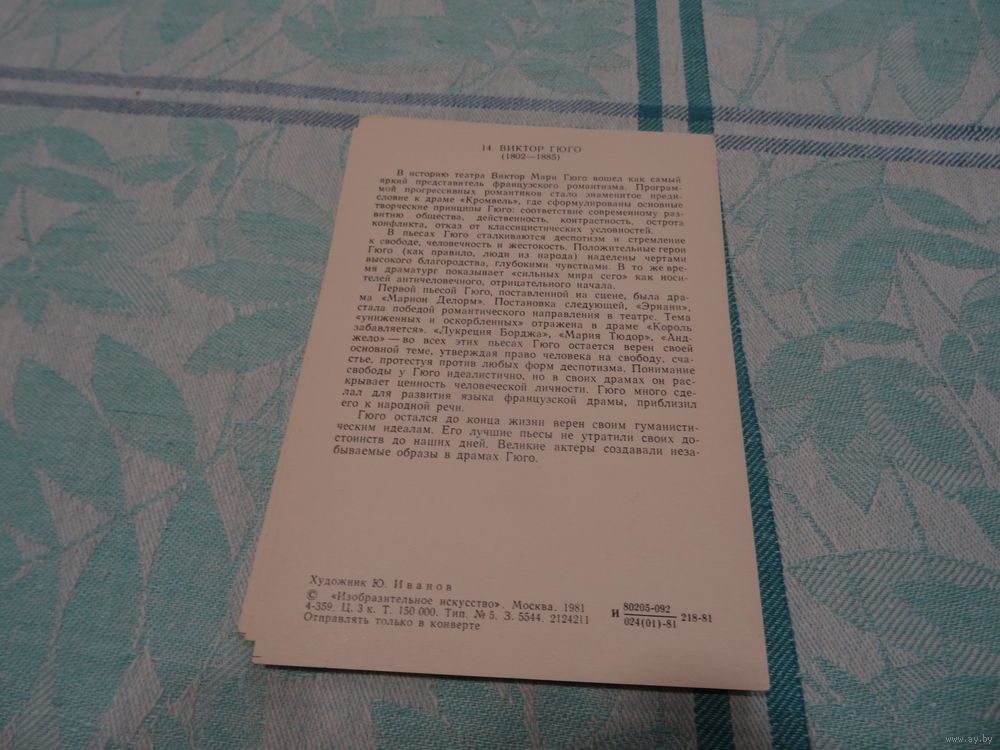 14. ВИКТОР ГЮГО
(1802—1885)
В историю театра Виктор Мари Гюго вошел как самый
яркий представитель французского романтизма. Програм-
мой прогрессивных романтиков стало знаменитое преди-
словие к драме «Кромвель», где сформулированы основные
творческие принципы Гюго: соответствие современному раз-
витию общества, действенность, контрастность, острота
конфликта, отказ от классицистических условностей.
В пьесах Гюго сталкиваются деспотизм и стремление
к свободе, человечность и жестокость. Положительные герои
Гюго (как правило, люди из народа) наделены чертами
высокого благородства, глубокими чувствами. В то же вре-
мя драматург показывает «сильных мира сего» как носи-
телей античеловечного, отрицательного начала.
Первой пьесой Гюго, поставленной на сцене, была дра-
ма «Марион Делорм». Постановка следующей, «Эрнани»,
стала победой романтического направления в театре. Тема
«униженных и оскорбленных» отражена в драме «Король
забавляется». «Лукреция Борджа», «Мария Тюдор», «Анд-
жело» — во всех этих пьесах Гюго остается верен своей
основной теме, утверждая право человека на свободу, сча-
стье, протестуя против любых форм деспотизма. Понимание
свободы у Гюго идеалистично, но в своих драмах он рас-
крывает ценность человеческой личности. Гюго много сде-
лал для развития языка французской драмы, приблизил
его к народной речи.
Гюго остался до конца жизни верен своим гуманисти-
ческим идеалам. Его лучшие пьесы не утратили своих до-
стоинств до наших дней. Великие актеры создавали неза-
бываемые образы в драмах Гюго.
Художник Ю. Иванов
© «Изобразительное искусство». Москва. 1981
4-359. Ц. 3 к. Т. 150 000. Тип. № 5. З. 5544. 2124211
Отправлять только в конверте
И 80205-092 218-81
024(01)-81
www.ay.by